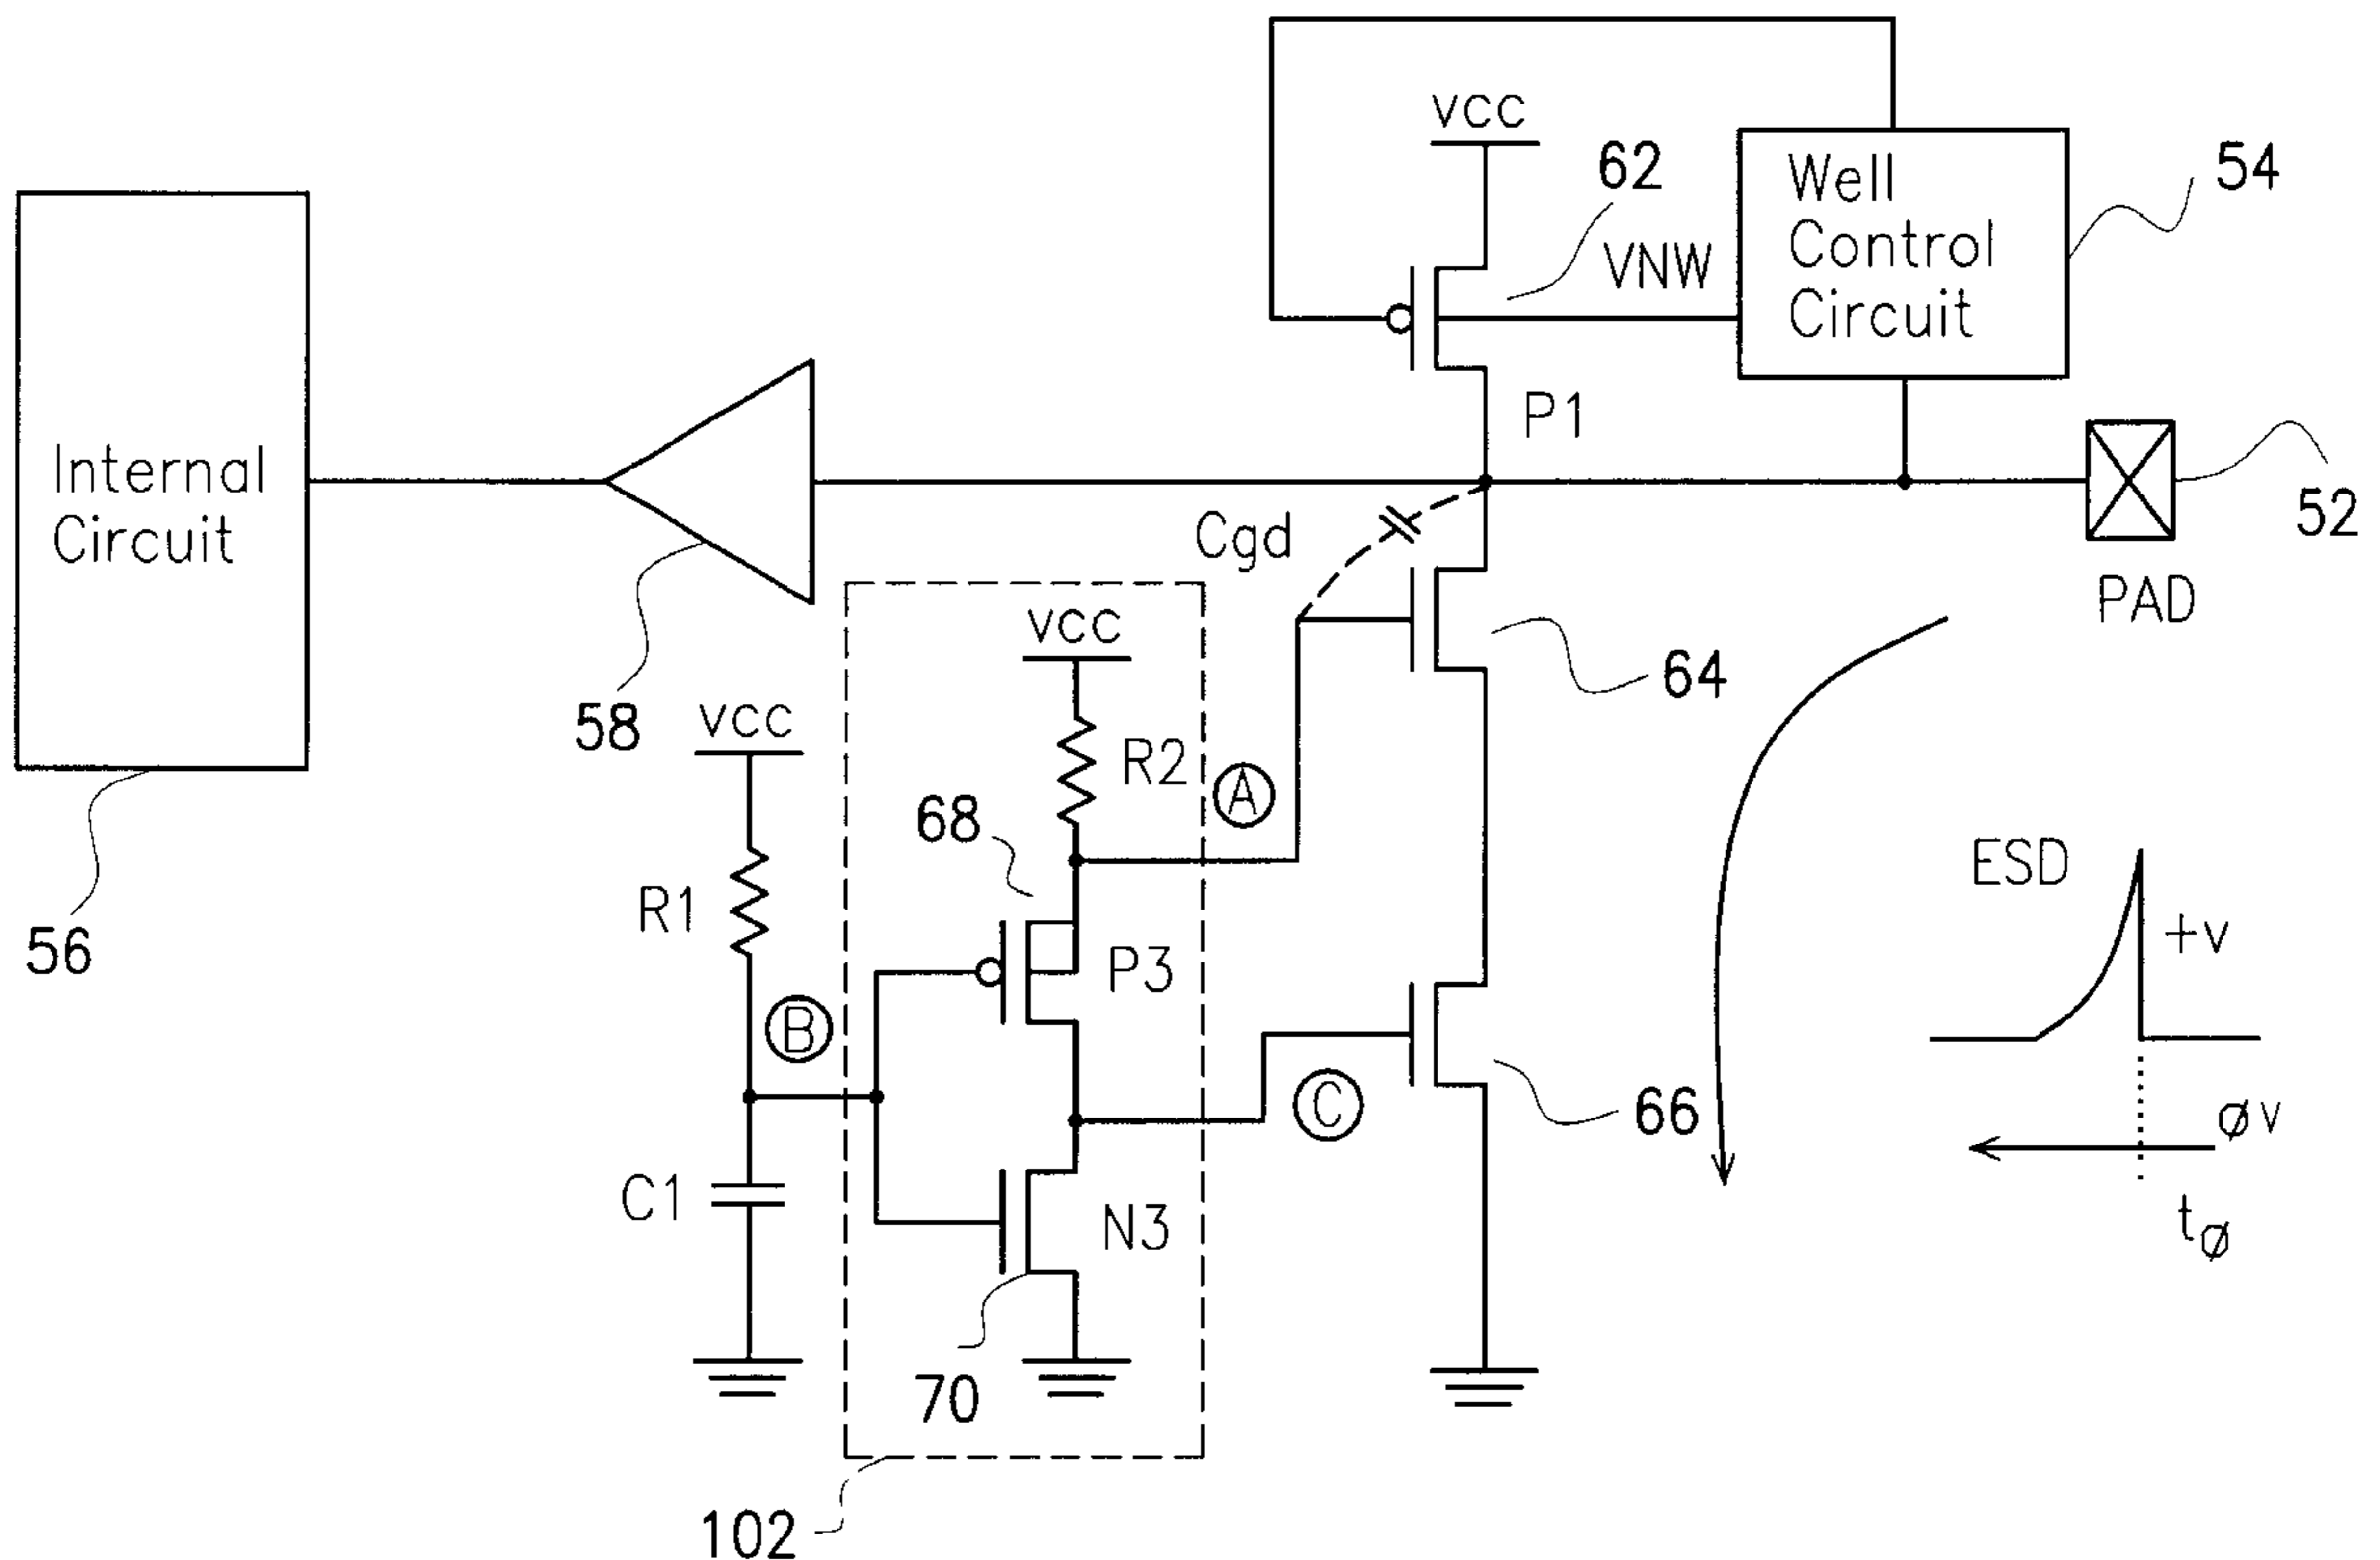 VCC
62
Well
Control
Circuit
54
VNW
P1
Internal
Circuit
Cgd
52
PAD
VCC
64
58
VCC
R2
A
68
ESD
R1
+V
56
P3
B
C
66
øV
C1
N3
tø
70
102